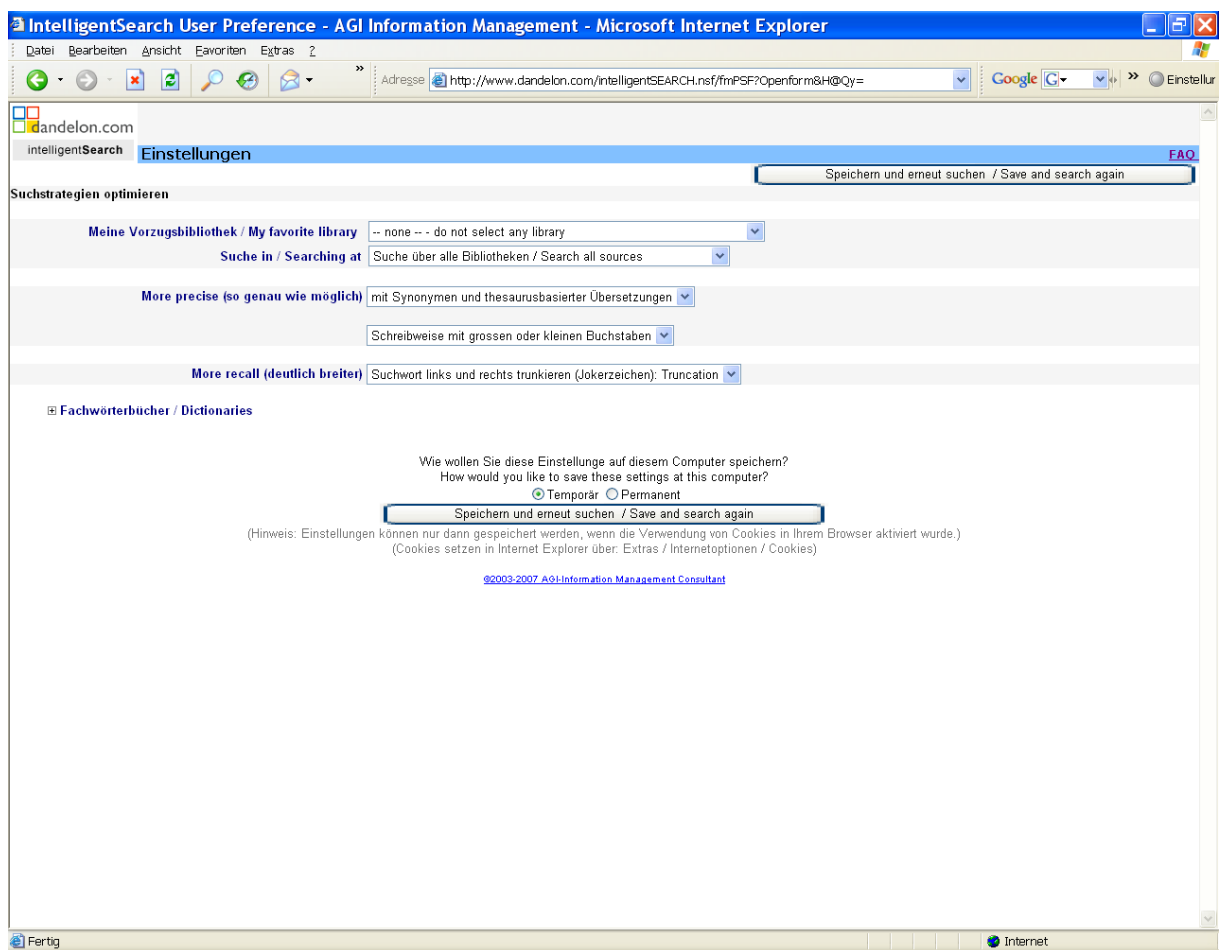 IntelligentSearch User Preference - AGI Information Management - Microsoft Internet Explorer
Datei Bearbeiten Ansicht Favoriten Extras ?
» Adresse http://www.dandelon.com/intelligentSEARCH.nsf/fmPSF?Openform&H@Qy= Google G » Einstellur
dandelon.com
intelligentSearch Einstellungen FAQ
Speichern und erneut suchen / Save and search again
Suchstrategien optimieren
Meine Vorzugsbibliothek / My favorite library -- none -- - do not select any library
Suche in / Searching at Suche über alle Bibliotheken / Search all sources
More precise (so genau wie möglich) mit Synonymen und thesaurusbasierter Übersetzungen
Schreibweise mit grossen oder kleinen Buchstaben
More recall (deutlich breiter) Suchwort links und rechts trunkieren (Jokerzeichen): Truncation
Fachwörterbücher / Dictionaries
Wie wollen Sie diese Einstellunge auf diesem Computer speichern?
How would you like to save these settings at this computer?
Temporär Permanent
Speichern und erneut suchen / Save and search again
(Hinweis: Einstellungen können nur dann gespeichert werden, wenn die Verwendung von Cookies in Ihrem Browser aktiviert wurde.)
(Cookies setzen in Internet Explorer über: Extras / Internetoptionen / Cookies)
©2003-2007 AGI-Information Management Consultant
Fertig Internet